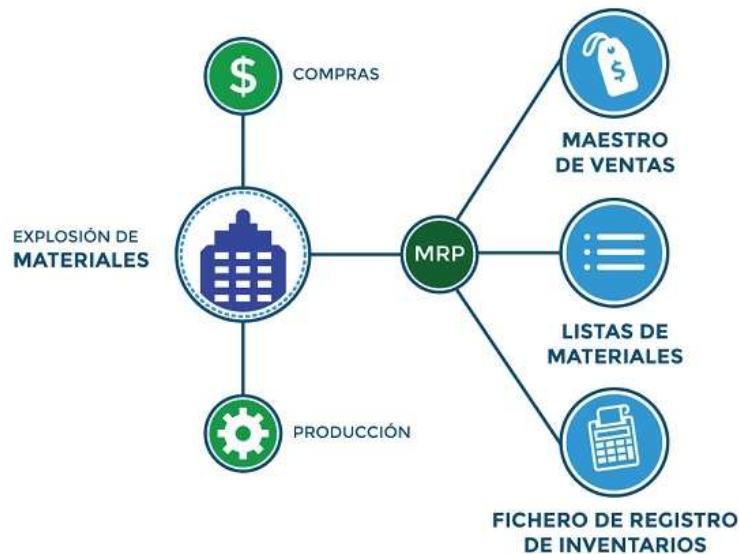 $
COMPRAS
EXPLOSIÓN DE
MATERIALES
PRODUCCIÓN
MRP
$
MAESTRO
DE VENTAS
LISTAS DE
MATERIALES
FICHERO DE REGISTRO
DE INVENTARIOS